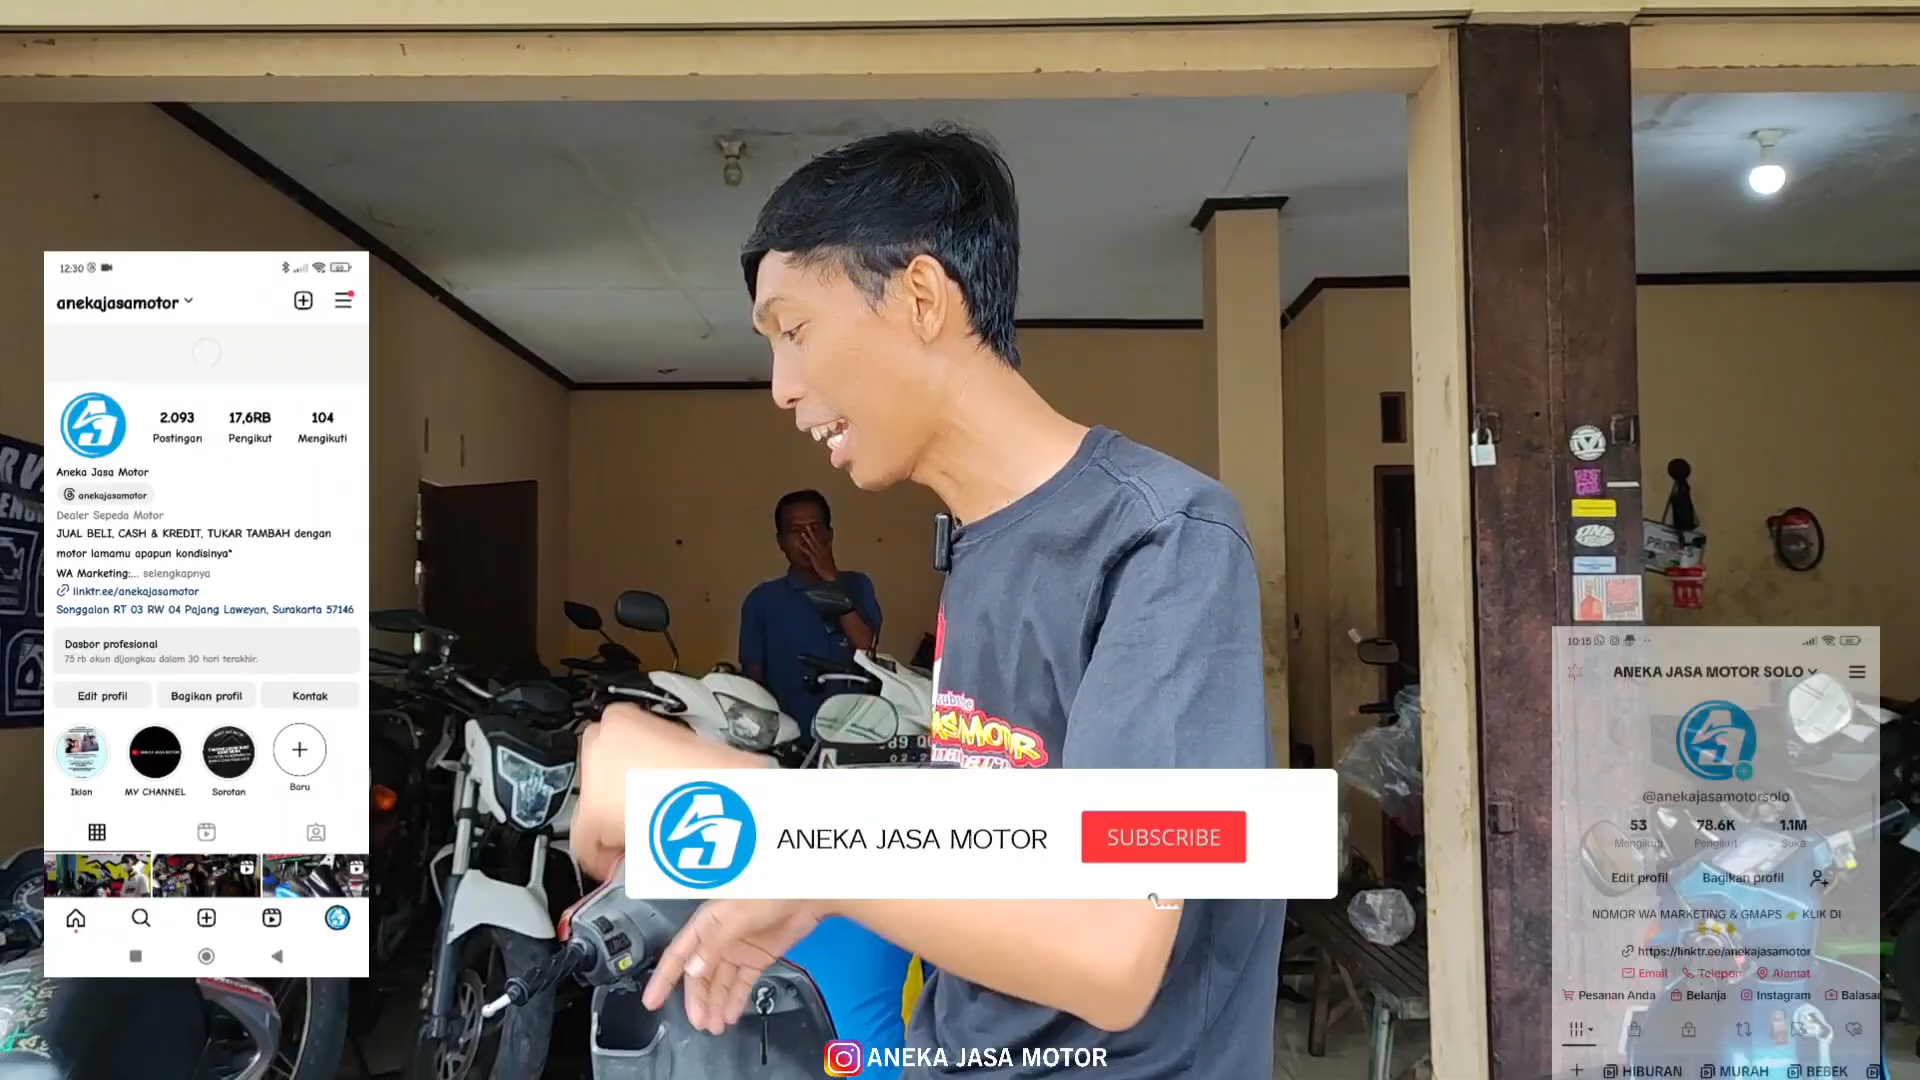 12:30
anekajasamotor
2.093
17,6RB
104
Postingan
Pengikut
Mengikuti
Aneka Jasa Motor
anekajasamotor
Dealer Sepeda Motor
JUAL BELI, CASH & KREDIT, TUKAR TAMBAH dengan
motor lamamu apapun kondisinya*
WA Marketing:... selengkapnya
linktr.ee/anekajasamotor
Songgalan RT 03 RW 04 Pajang Laweyan, Surakarta 57146
Dasbor profesional
75 rb akun dijangkau dalam 30 hari terakhir.
Edit profil
Bagikan profil
Kontak
Iklan
MY CHANNEL
Sorotan
Baru
ANEKA JASA MOTOR
SUBSCRIBE
ANEKA JASA MOTOR
10:15
ANEKA JASA MOTOR SOLO
@anekajasamotorsolo
53
78.6K
1.1M
Mengikuti
Pengikut
Suka
Edit profil
Bagikan profil
NOMOR WA MARKETING & GMAPS 👉 KLIK DI
https://linktr.ee/anekajasamotor
Email
Telepon
Alamat
Pesanan Anda
Belanja
Instagram
Balasan
HIBURAN
MURAH
BEBEK